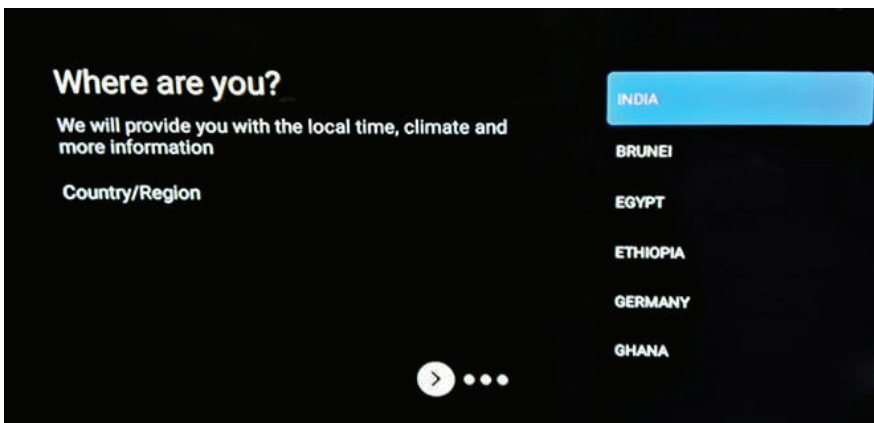 Where are you?
We will provide you with the local time, climate and
more information
Country/Region
INDIA
BRUNEI
EGYPT
ETHIOPIA
GERMANY
GHANA